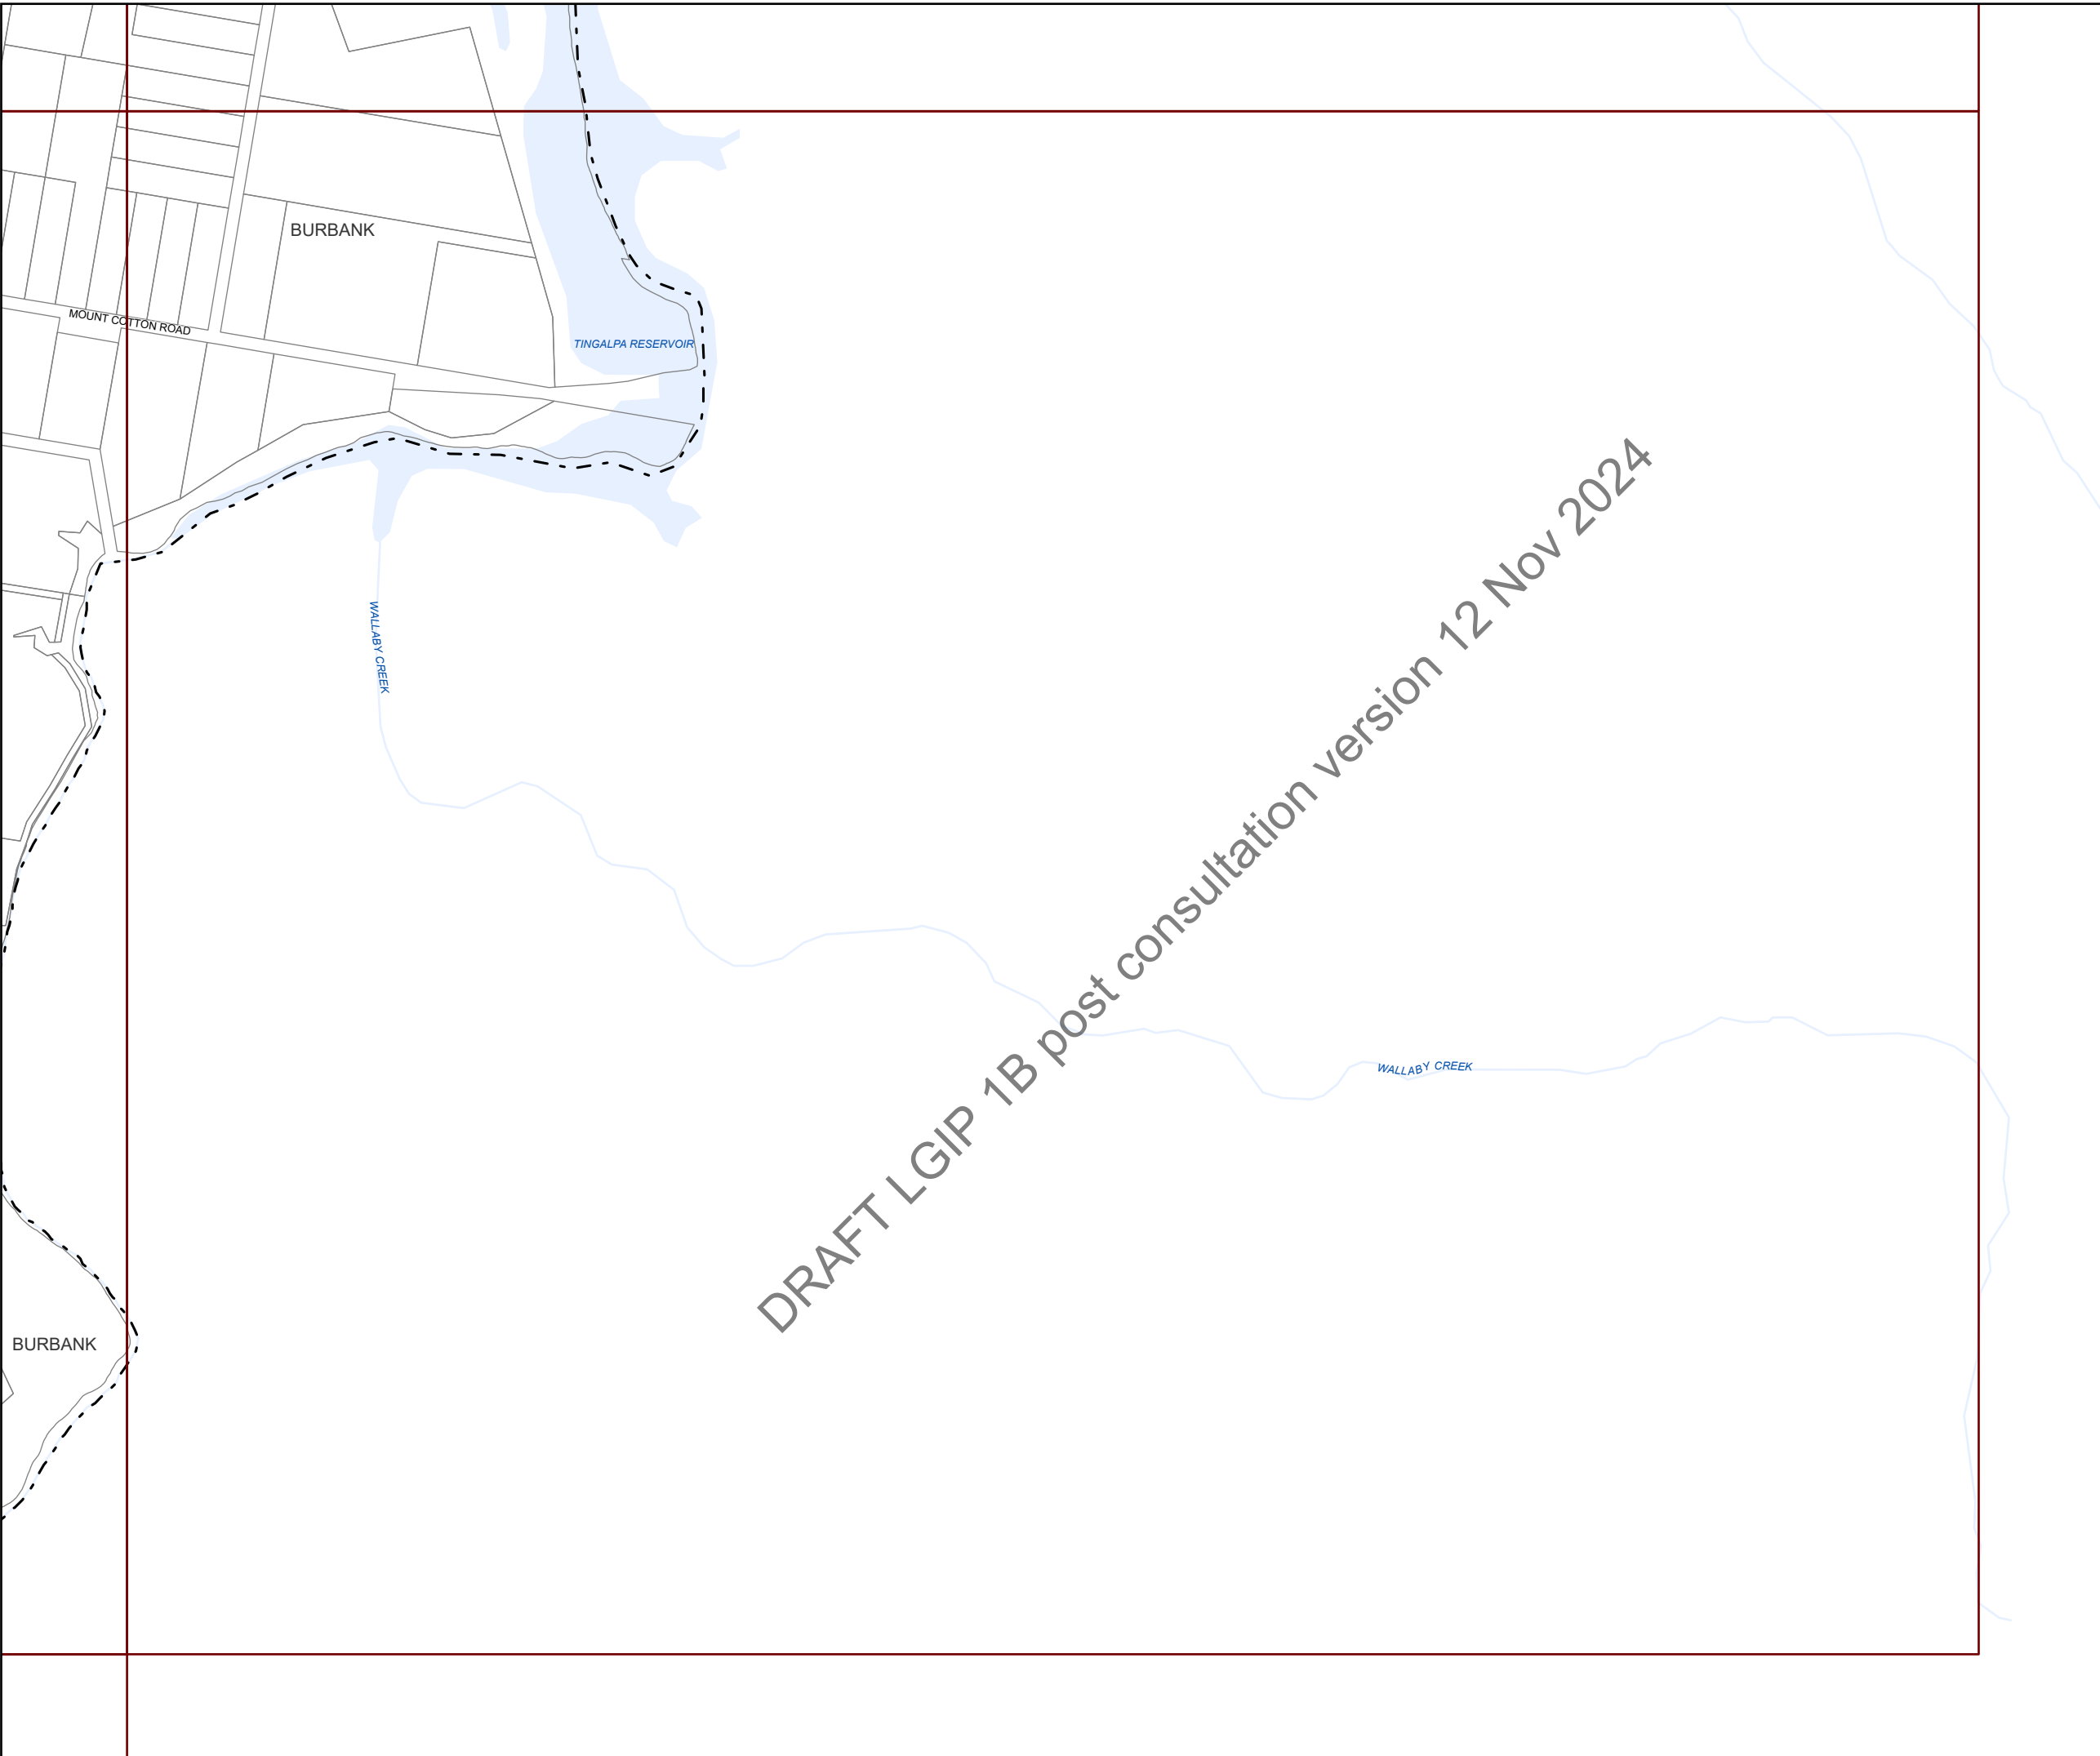 BURBANK
MOUNT COTTON ROAD
TINGALPA RESERVOIR
WALLABY CREEK
DRAFT LGIP 1B post consultation version 12 Nov 2024
WALLABY CREEK
BURBANK